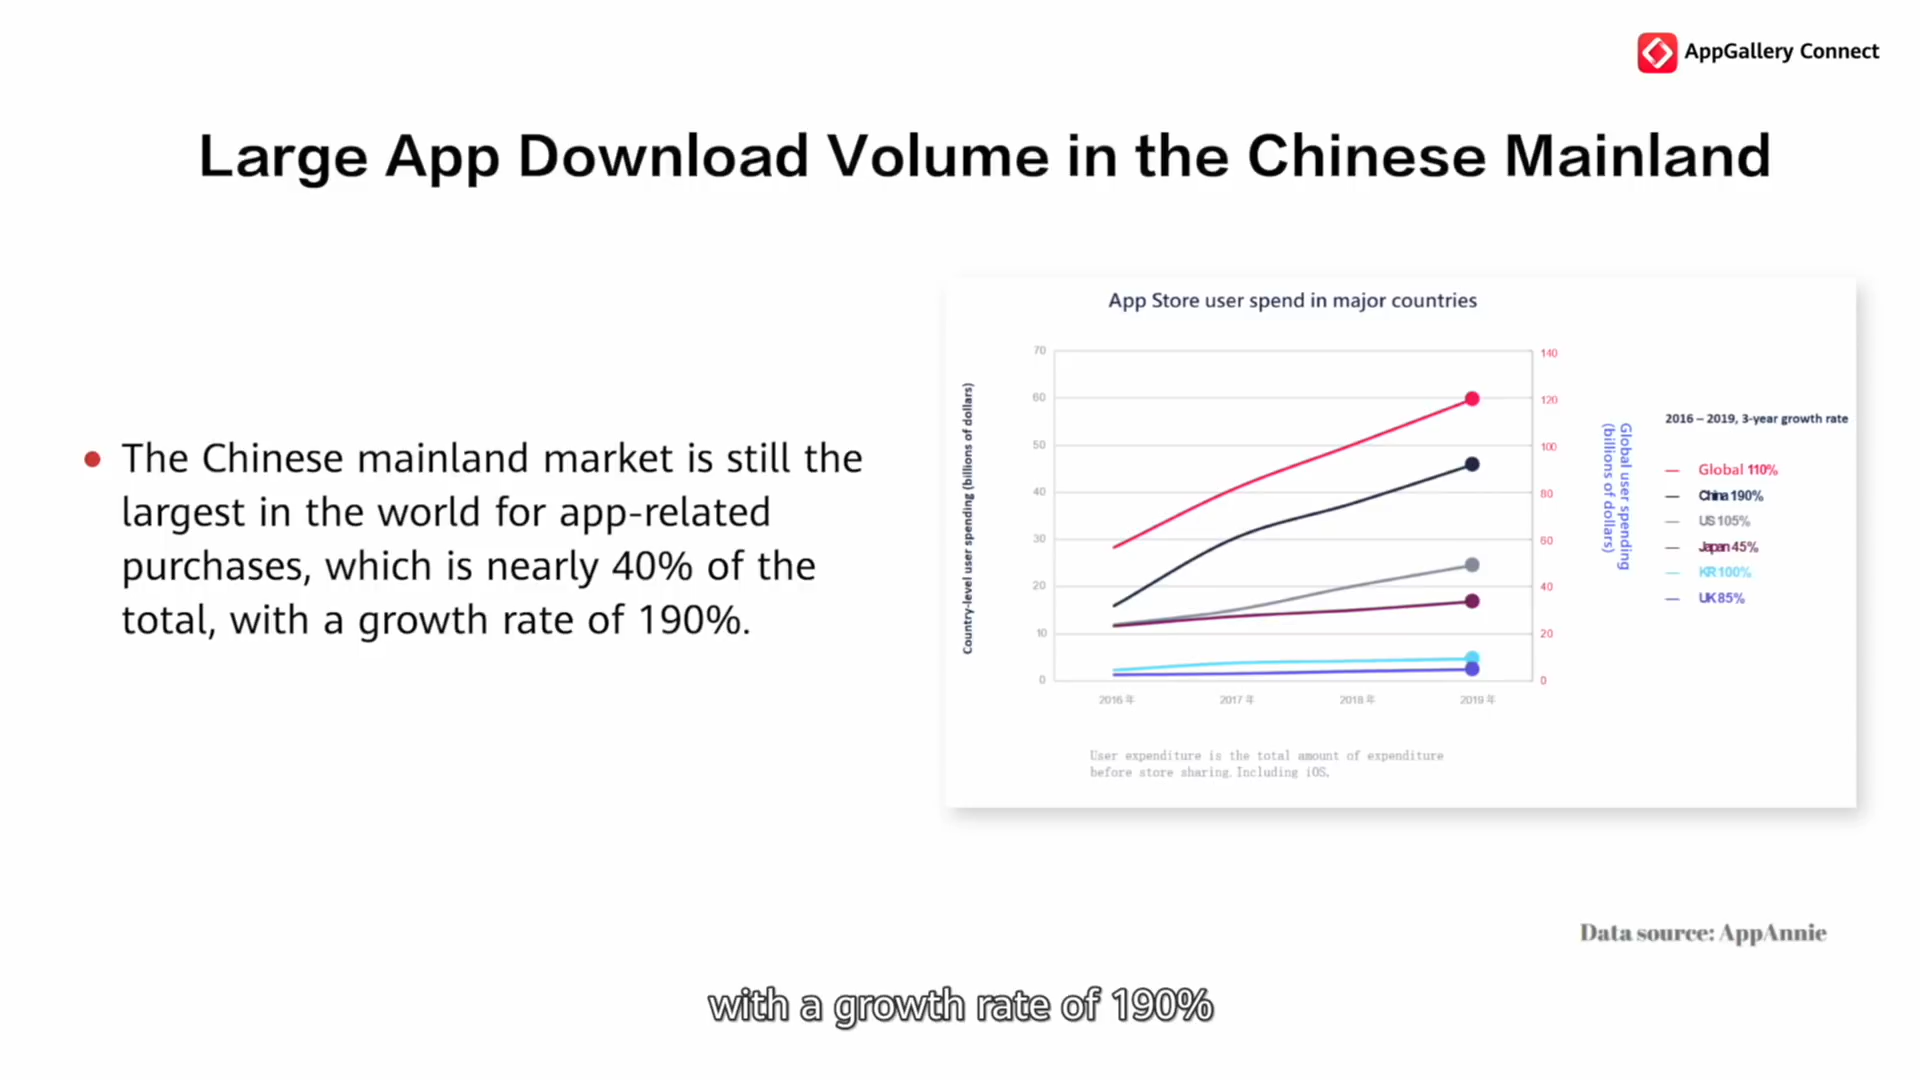 AppGallery Connect
Large App Download Volume in the Chinese Mainland
The Chinese mainland market is still the
largest in the world for app-related
purchases, which is nearly 40% of the
total, with a growth rate of 190%.
App Store user spend in major countries
Country-level user spending (billions of dollars)
70
60
50
40
30
20
10
0
140
120
100
80
60
40
20
0
2016年 2017年 2018年 2019年
Global user spending
(billions of dollars)
2016 – 2019, 3-year growth rate
Global 110%
China 190%
US 105%
Japan 45%
KR 100%
UK 85%
User expenditure is the total amount of expenditure
before store sharing. Including iOS,
Data source: AppAnnie
with a growth rate of 190%